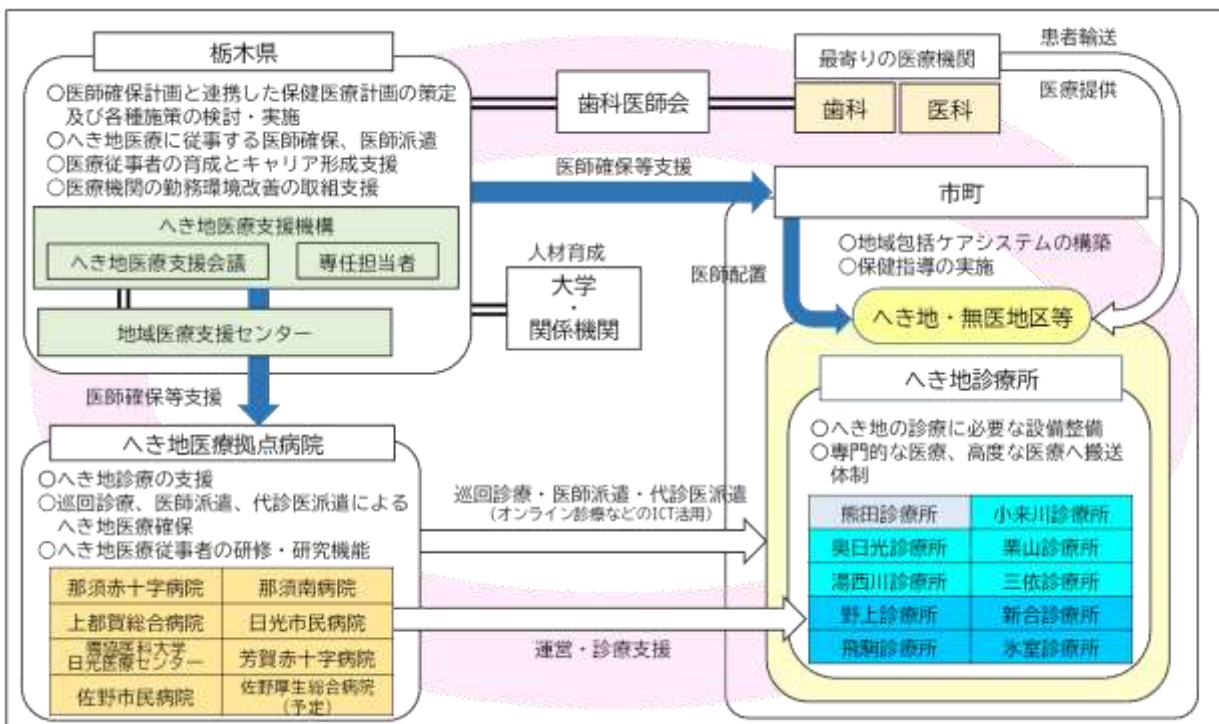 栃木県
○医師確保計画と連携した保健医療計画の策定
及び各種施策の検討・実施
○へき地医療に従事する医師確保、医師派遣
○医療従事者の育成とキャリア形成支援
○医療機関の勤務環境改善の取組支援
へき地医療支援機構
へき地医療支援会議
専任担当者
地域医療支援センター
歯科医師会
最寄りの医療機関
歯科
医科
患者輸送
医療提供
医師確保等支援
市町
○地域包括ケアシステムの構築
○保健指導の実施
医師配置
人材育成
大学
・
関係機関
へき地・無医地区等
へき地診療所
○へき地の診療に必要な設備整備
○専門的な医療、高度な医療へ搬送
体制
熊田診療所
小来川診療所
奥日光診療所
栗山診療所
湯西川診療所
三依診療所
野上診療所
新合診療所
飛駒診療所
氷室診療所
医師確保等支援
へき地医療拠点病院
○へき地診療の支援
○巡回診療、医師派遣、代診医派遣による
へき地医療確保
○へき地医療従事者の研修・研究機能
那須赤十字病院
那須南病院
上都賀総合病院
日光市民病院
獨協医科大学
日光医療センター
芳賀赤十字病院
佐野市民病院
佐野厚生総合病院
(予定)
巡回診療・医師派遣・代診医派遣
(オンライン診療などのICT活用)
運営・診療支援